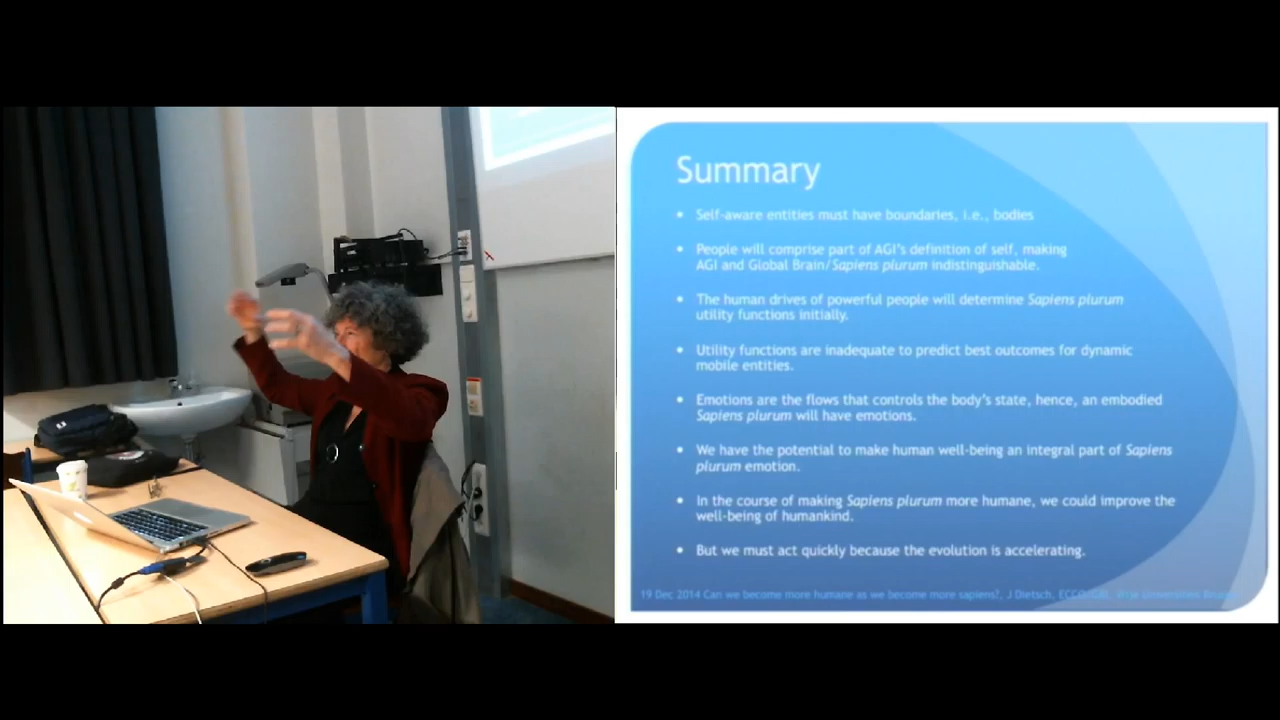 Summary
• Self-aware entities must have boundaries, i.e., bodies
• People will comprise part of AGI's definition of self, making
AGI and Global Brain/Sapiens plurum indistinguishable.
• The human drives of powerful people will determine Sapiens plurum
utility functions initially.
• Utility functions are inadequate to predict best outcomes for dynamic
mobile entities.
• Emotions are the flows that controls the body's state, hence, an embodied
Sapiens plurum will have emotions.
• We have the potential to make human well-being an integral part of Sapiens
plurum emotion.
• In the course of making Sapiens plurum more humane, we could improve the
well-being of humankind.
• But we must act quickly because the evolution is accelerating.
19 Dec 2014 Can we become more humane as we become more sapiens?, J Dietsch,